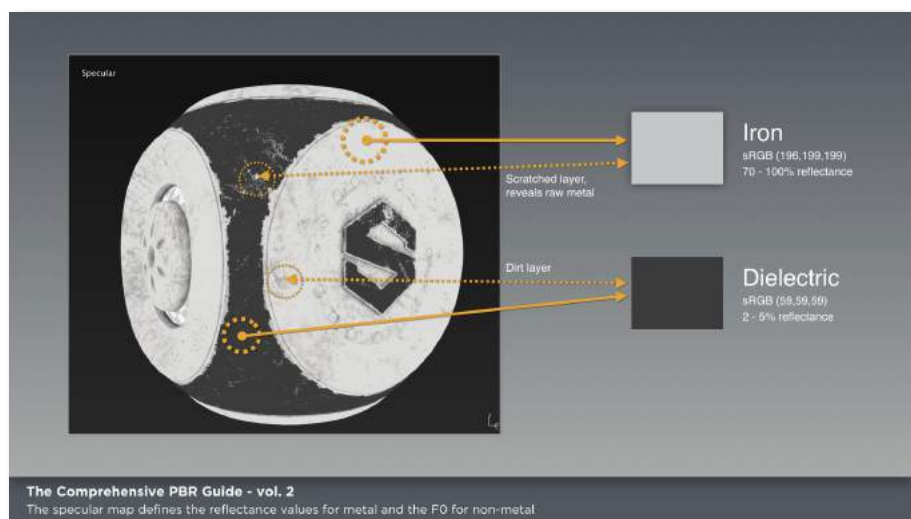 Specular
Iron
sRGB (196,199,199)
70 - 100% reflectance
Scratched layer,
reveals raw metal
Dirt layer
Dielectric
sRGB (59,59,59)
2 - 5% reflectance
The Comprehensive PBR Guide - vol. 2
The specular map defines the reflectance values for metal and the F0 for non-metal